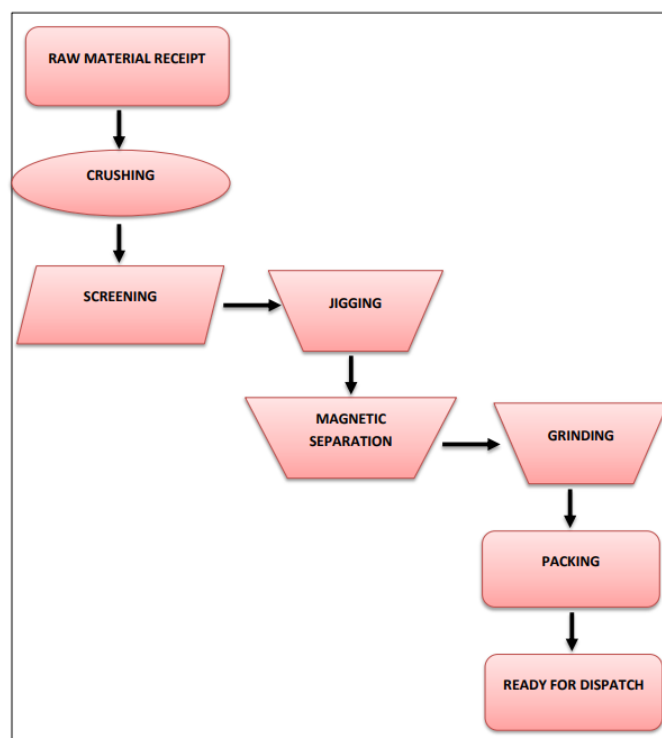 RAW MATERIAL RECEIPT
CRUSHING
SCREENING
JIGGING
MAGNETIC
SEPARATION
GRINDING
PACKING
READY FOR DISPATCH